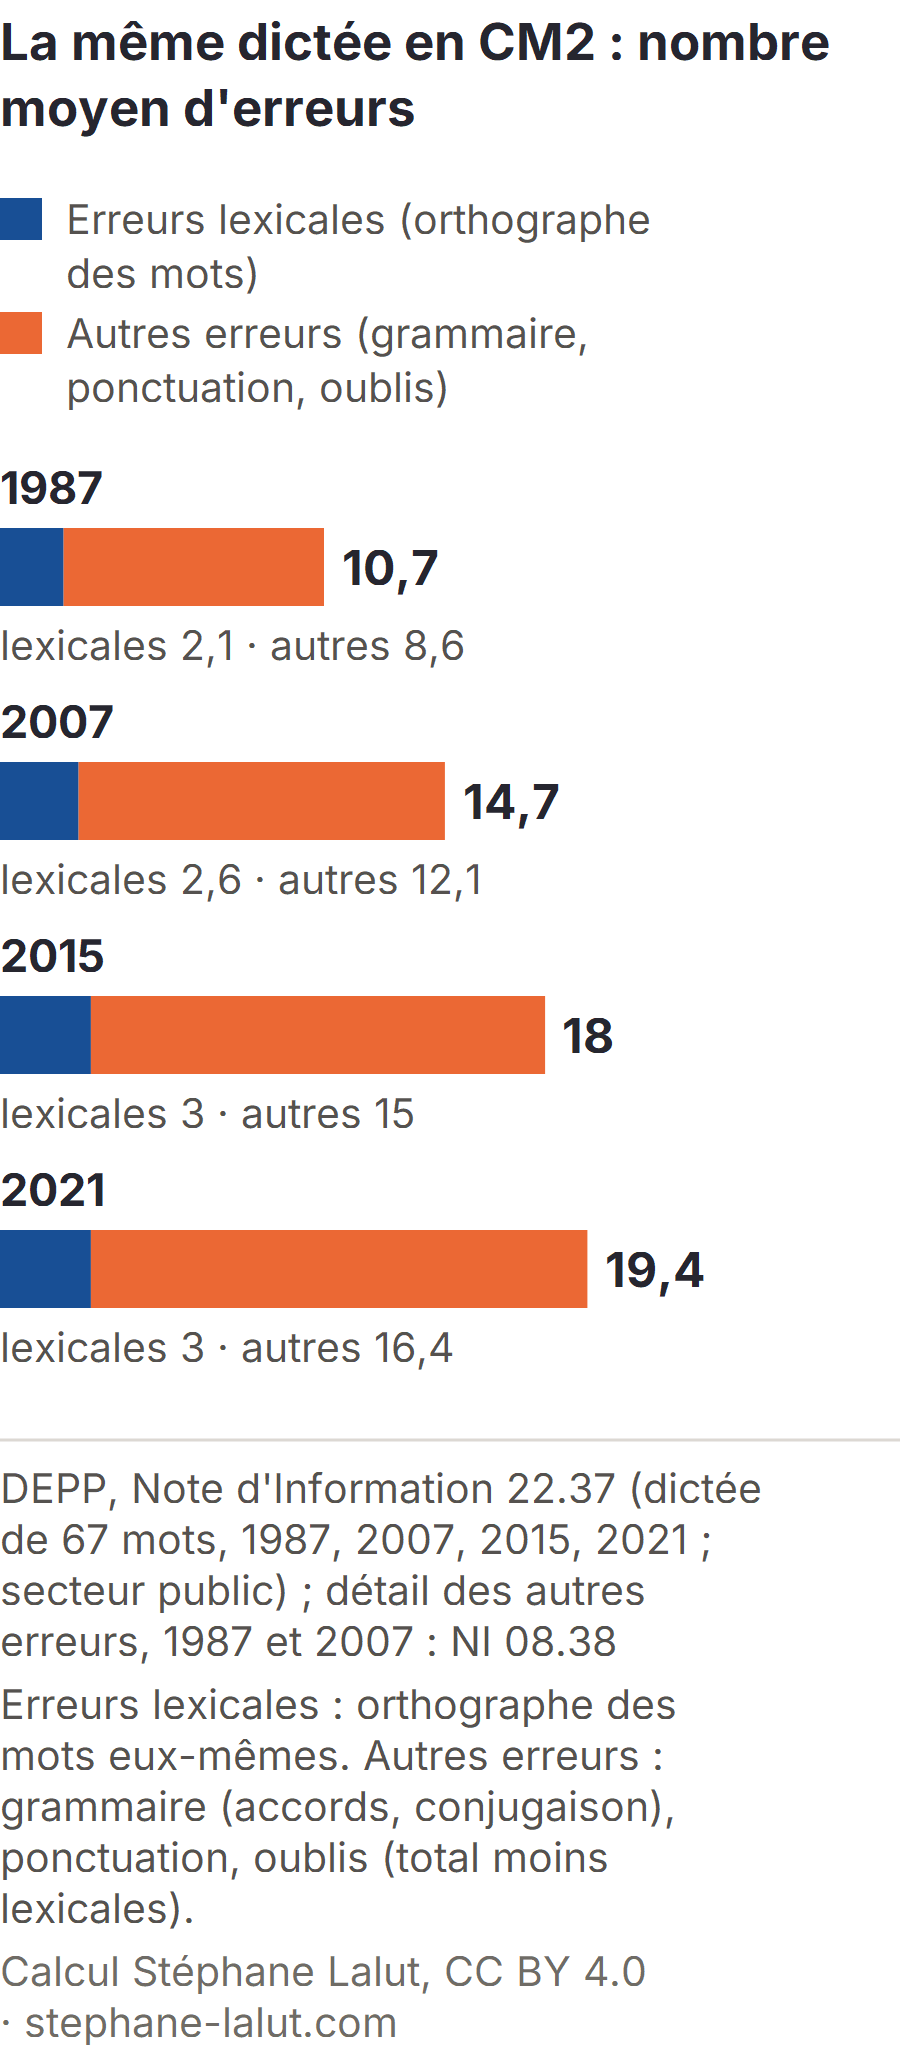 La même dictée en CM2 : nombre
moyen d'erreurs
Erreurs lexicales (orthographe
des mots)
Autres erreurs (grammaire,
ponctuation, oublis)
1987
10,7
lexicales 2,1 · autres 8,6
2007
14,7
lexicales 2,6 · autres 12,1
2015
18
lexicales 3 · autres 15
2021
19,4
lexicales 3 · autres 16,4
DEPP, Note d'Information 22.37 (dictée
de 67 mots, 1987, 2007, 2015, 2021 ;
secteur public) ; détail des autres
erreurs, 1987 et 2007 : NI 08.38
Erreurs lexicales : orthographe des
mots eux-mêmes. Autres erreurs :
grammaire (accords, conjugaison),
ponctuation, oublis (total moins
lexicales).
Calcul Stéphane Lalut, CC BY 4.0
· stephane-lalut.com